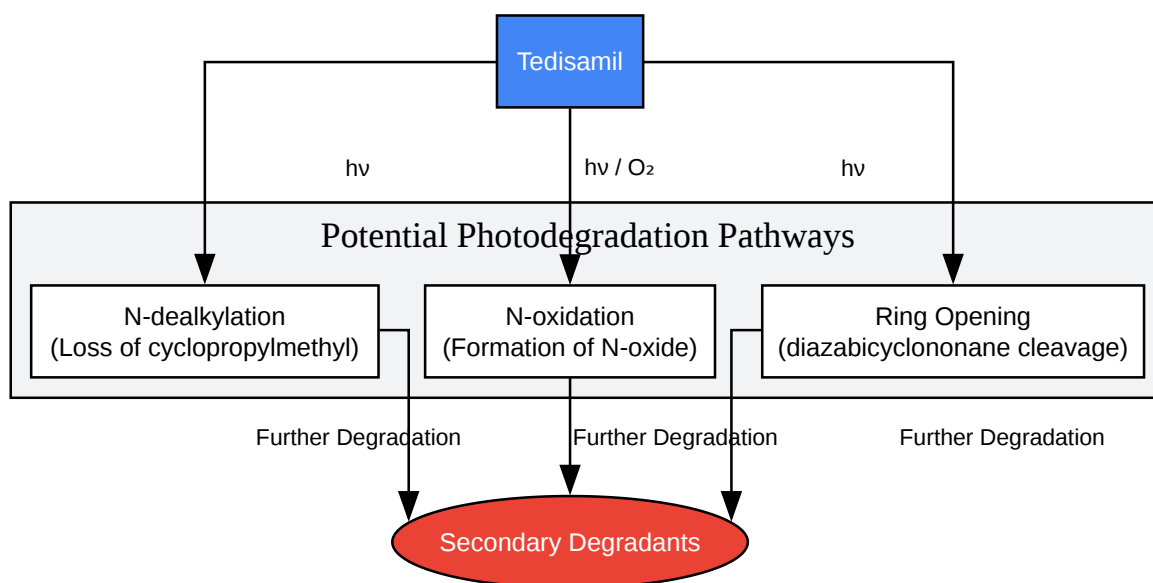 Tedisamil
hν
hν / O₂
hν
Potential Photodegradation Pathways
N-dealkylation
(Loss of cyclopropylmethyl)
N-oxidation
(Formation of N-oxide)
Ring Opening
(diazabicyclononane cleavage)
Further Degradation
Further Degradation
Further Degradation
Secondary Degradants